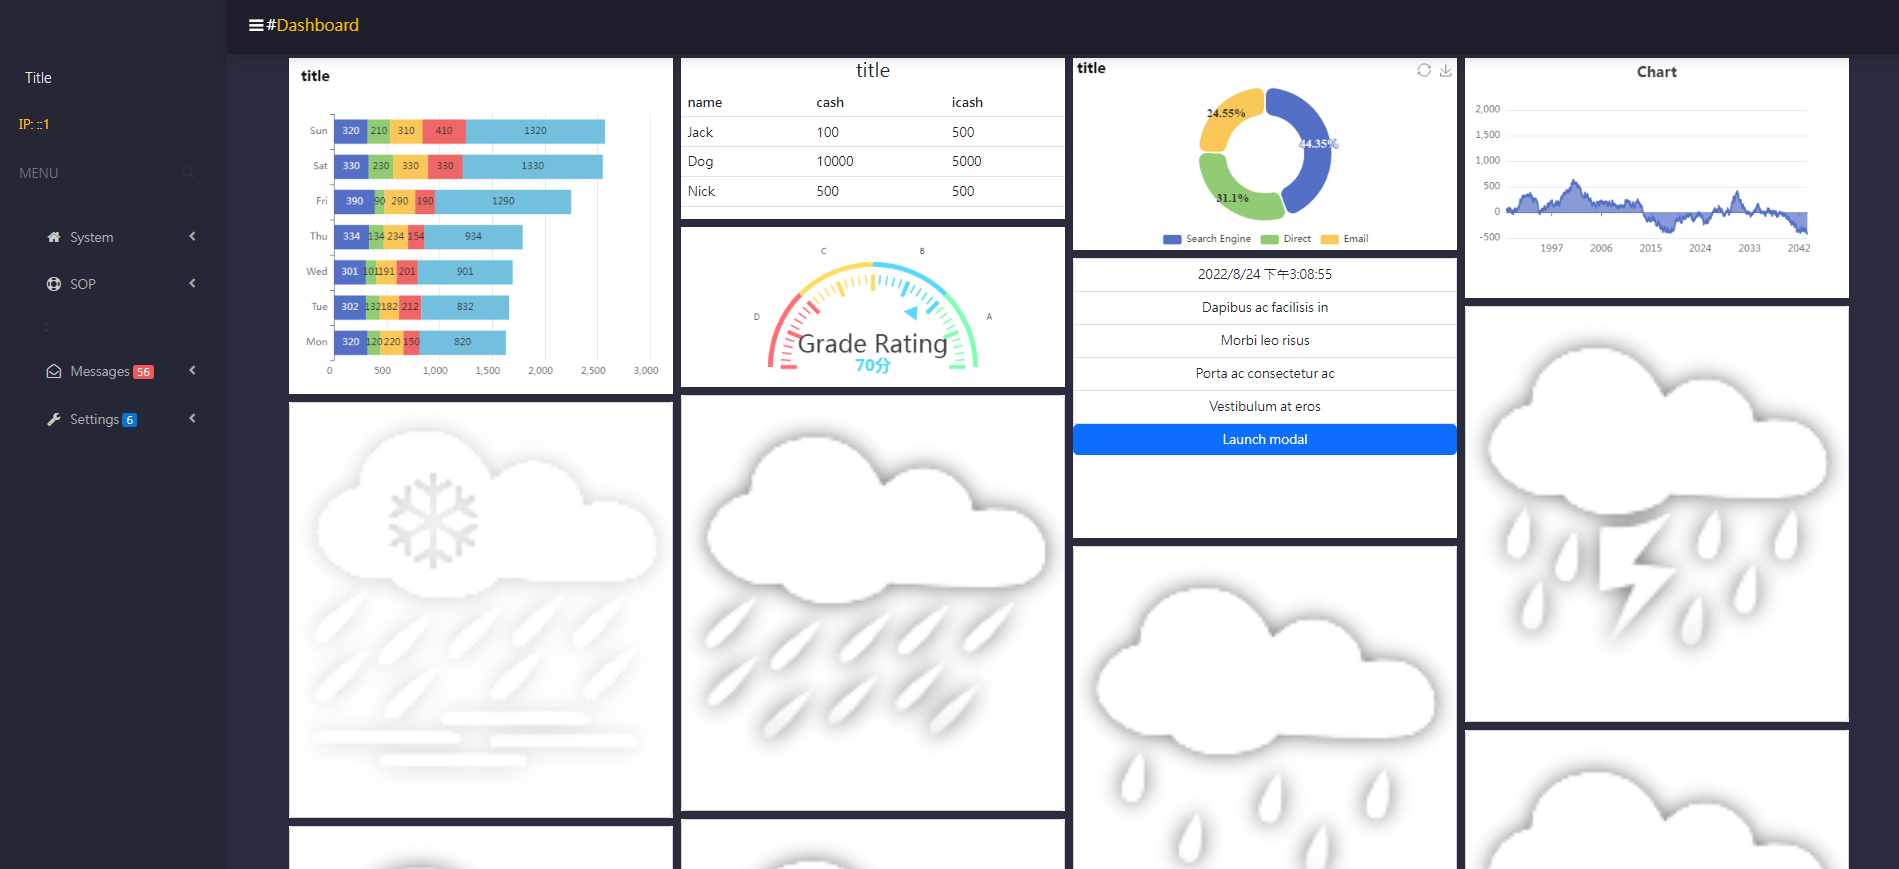 Title
IP: ::1
MENU
System
SOP
:
Messages 56
Settings 6
#Dashboard
title
Sun 320 210 310 410 1320
Sat 330 230 330 330 1330
Fri 390 90 290 190 1290
Thu 334 134 234 154 934
Wed 301 101 191 201 901
Tue 302 132 182 212 832
Mon 320 120 220 150 820
0 500 1,000 1,500 2,000 2,500 3,000
title
name cash icash
Jack 100 500
Dog 10000 5000
Nick 500 500
C B
D A
Grade Rating
70分
title
24.55%
44.35%
31.1%
Search Engine Direct Email
2022/8/24 下午3:08:55
Dapibus ac facilisis in
Morbi leo risus
Porta ac consectetur ac
Vestibulum at eros
Launch modal
Chart
2,000
1,500
1,000
500
0
-500
1997 2006 2015 2024 2033 2042